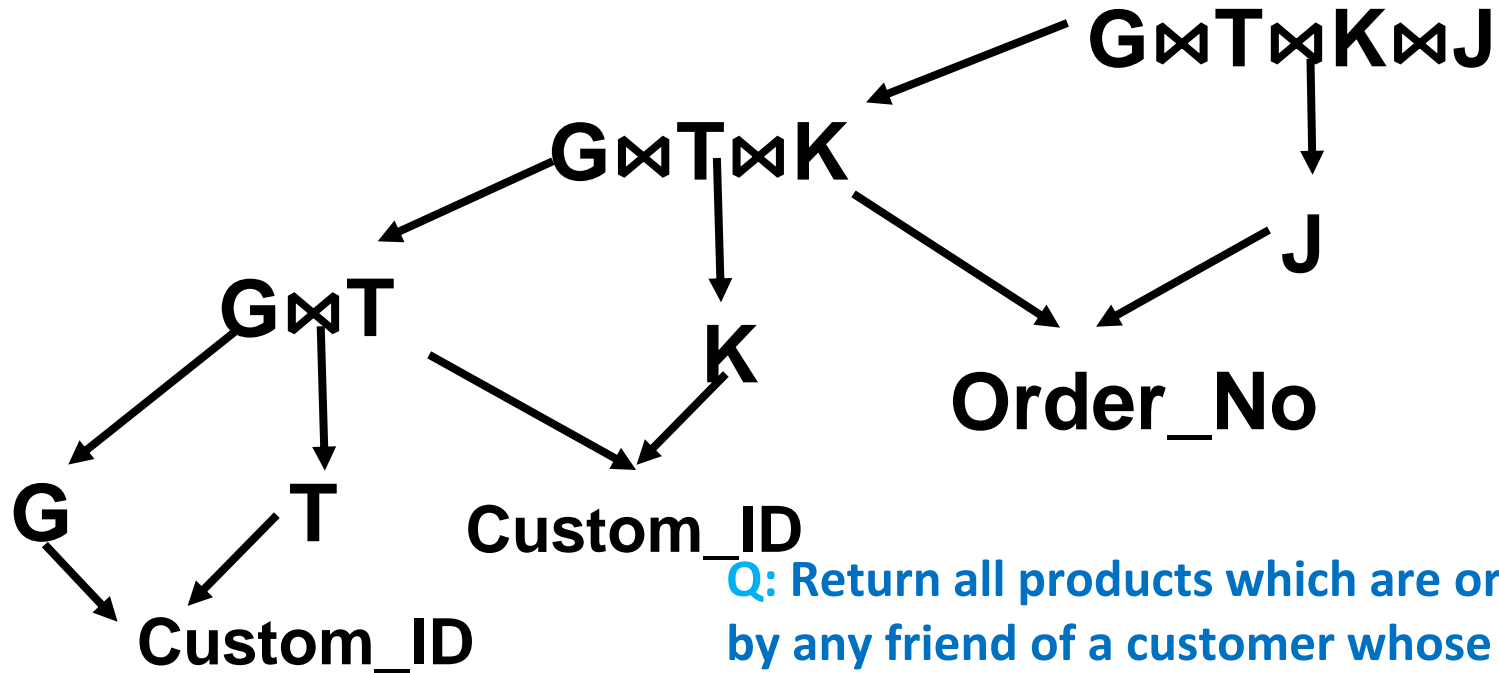 G⋈T⋈K⋈J
G⋈T⋈K
J
G⋈T
K
Order_No
G
T
Custom_ID
Q: Return all products which are or
by any friend of a customer whose
Custom_ID